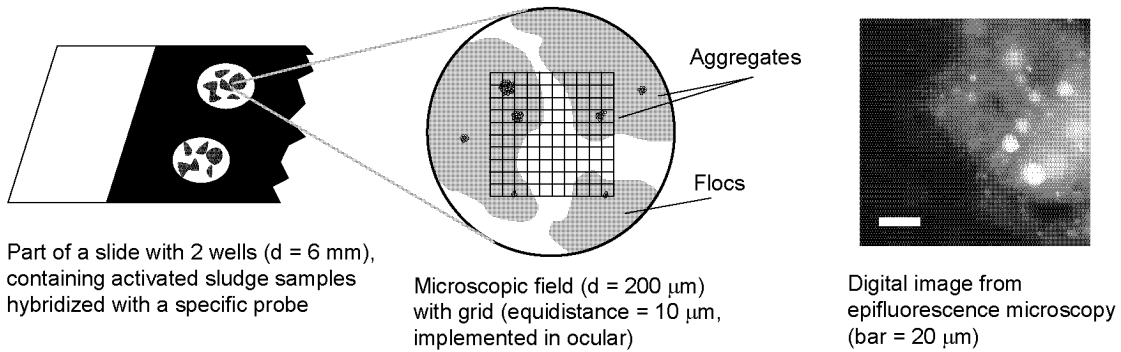 Aggregates
Flocs
Part of a slide with 2 wells (d = 6 mm),
containing activated sludge samples
hybridized with a specific probe
Microscopic field (d = 200 μm)
with grid (equidistance = 10 μm,
implemented in ocular)
Digital image from
epifluorescence microscopy
(bar = 20 μm)